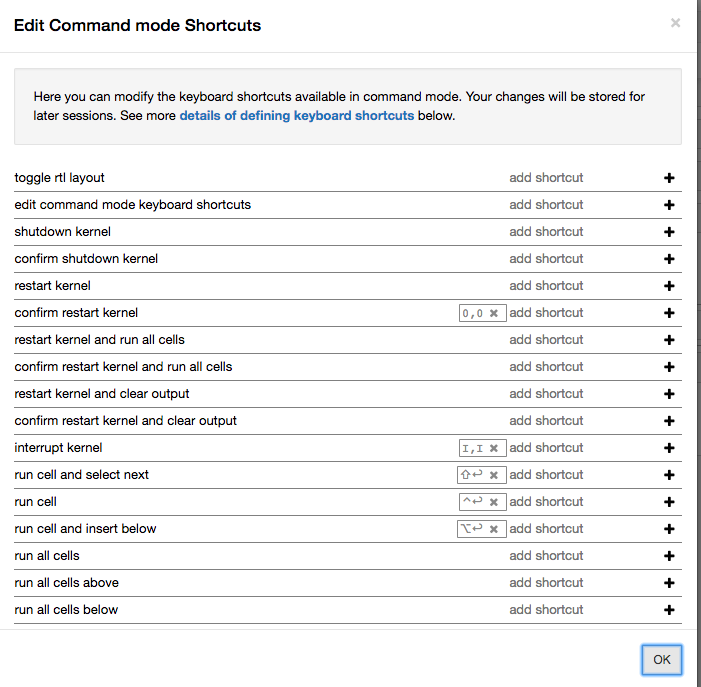 Edit Command mode Shortcuts ×
Here you can modify the keyboard shortcuts available in command mode. Your changes will be stored for
later sessions. See more details of defining keyboard shortcuts below.
toggle rtl layout add shortcut
edit command mode keyboard shortcuts add shortcut
shutdown kernel add shortcut
confirm shutdown kernel add shortcut
restart kernel add shortcut
confirm restart kernel 0,0 ✖ add shortcut
restart kernel and run all cells add shortcut
confirm restart kernel and run all cells add shortcut
restart kernel and clear output add shortcut
confirm restart kernel and clear output add shortcut
interrupt kernel I,I ✖ add shortcut
run cell and select next ⇧↩ ✖ add shortcut
run cell ^↩ ✖ add shortcut
run cell and insert below ⌥↩ ✖ add shortcut
run all cells add shortcut
run all cells above add shortcut
run all cells below add shortcut
OK